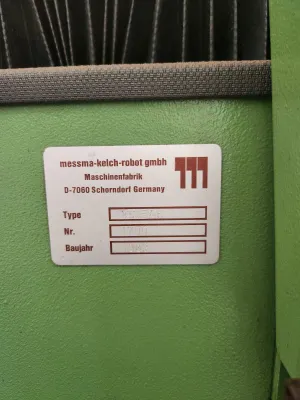 messma-kelch-robot gmbh
Maschinenfabrik
D-7060 Schorndorf Germany
Type
Nr.
Baujahr